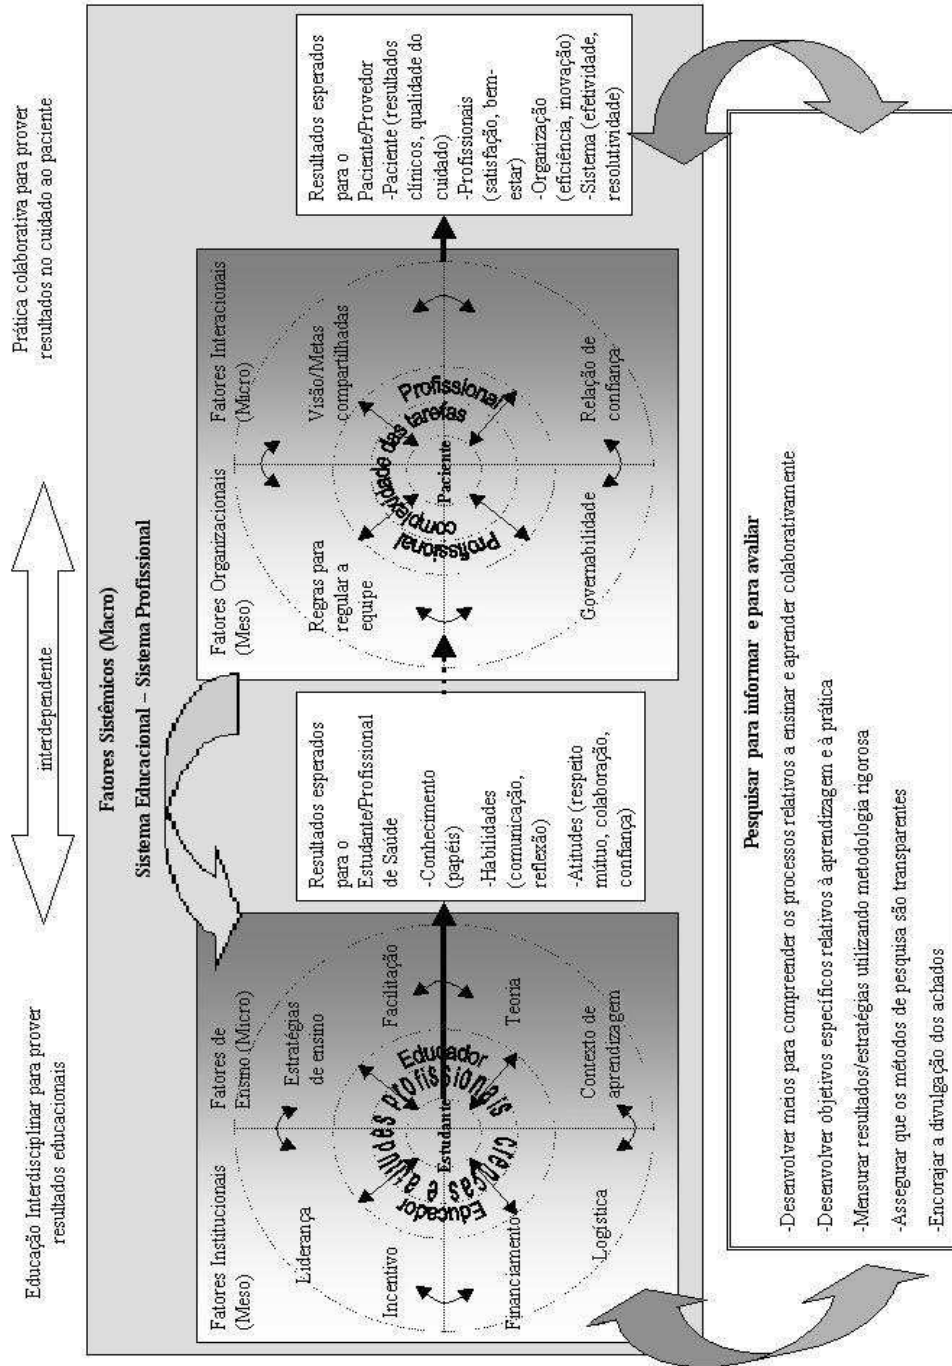 Educação Interdisciplinar para prover
resultados educacionais
interdependente
Prática colaborativa para prover
resultados no cuidado ao paciente
Fatores Sistêmicos (Macro)
Sistema Educacional – Sistema Profissional
Fatores Institucionais
(Meso)
Fatores de
Ensino (Micro)
Liderança
Estratégias
de ensino
Incentivo
Facilitação
Educador
Educador
crenças e atitudes profissionais
Estudante
Financiamento
Teoria
Logística
Contexto de
aprendizagem
Resultados esperados
para o
Estudante/Profissional
de Saúde
-Conhecimento
(papéis)
-Habilidades
(comunicação,
reflexão)
-Atitudes (respeito
mútuo, colaboração,
confiança)
Fatores Organizacionais
(Meso)
Fatores Interacionais
(Micro)
Regras para
regular a
equipe
Visão/Metas
compartilhadas
Profissional
complexidade das tarefas
Profissional
Paciente
Governabilidade
Relação de
confiança
Resultados esperados
para o
Paciente/Provedor
-Paciente (resultados
clínicos, qualidade do
cuidado)
-Profissionais
(satisfação, bem-
estar)
-Organização
(eficiência, inovação)
-Sistema (efetividade,
resolutividade)
Pesquisar para informar e para avaliar
-Desenvolver meios para compreender os processos relativos a ensinar e aprender colaborativamente
-Desenvolver objetivos específicos relativos à aprendizagem e à prática
-Mensurar resultados/estratégias utilizando metodologia rigorosa
-Assegurar que os métodos de pesquisa são transparentes
-Encorajar a divulgação dos achados